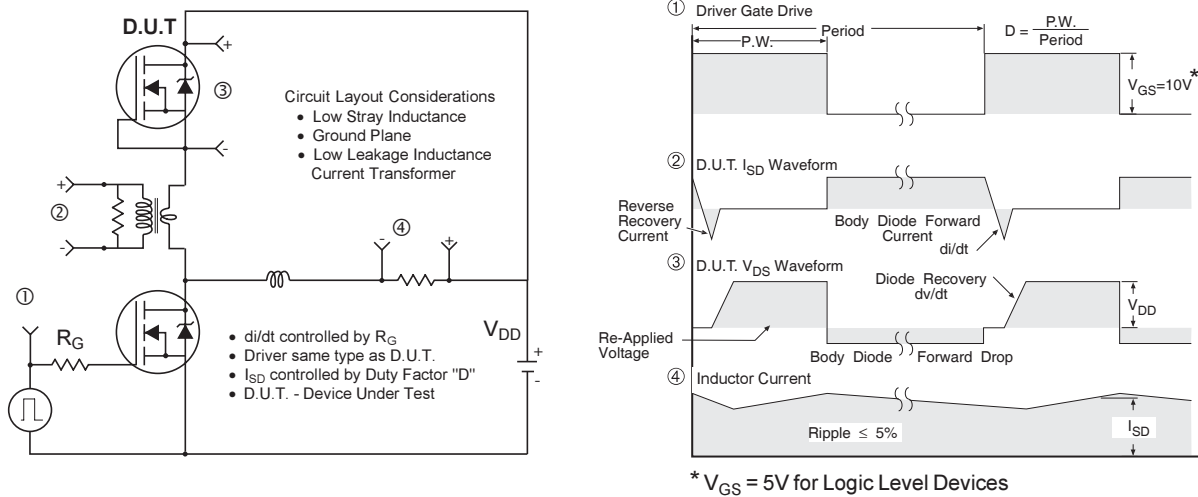 D.U.T
+
③
-
Circuit Layout Considerations
• Low Stray Inductance
• Ground Plane
• Low Leakage Inductance
Current Transformer
+
②
-
④
-
+
①
R_G
V_DD
+
-
• di/dt controlled by R_G
• Driver same type as D.U.T.
• I_SD controlled by Duty Factor "D"
• D.U.T. - Device Under Test
① Driver Gate Drive
P.W.
Period
D = P.W. / Period
V_GS=10V*
② D.U.T. I_SD Waveform
Reverse
Recovery
Current
Body Diode Forward
Current
di/dt
③ D.U.T. V_DS Waveform
Diode Recovery
dv/dt
V_DD
Re-Applied
Voltage
Body Diode Forward Drop
④ Inductor Current
Ripple ≤ 5%
I_SD
* V_GS = 5V for Logic Level Devices